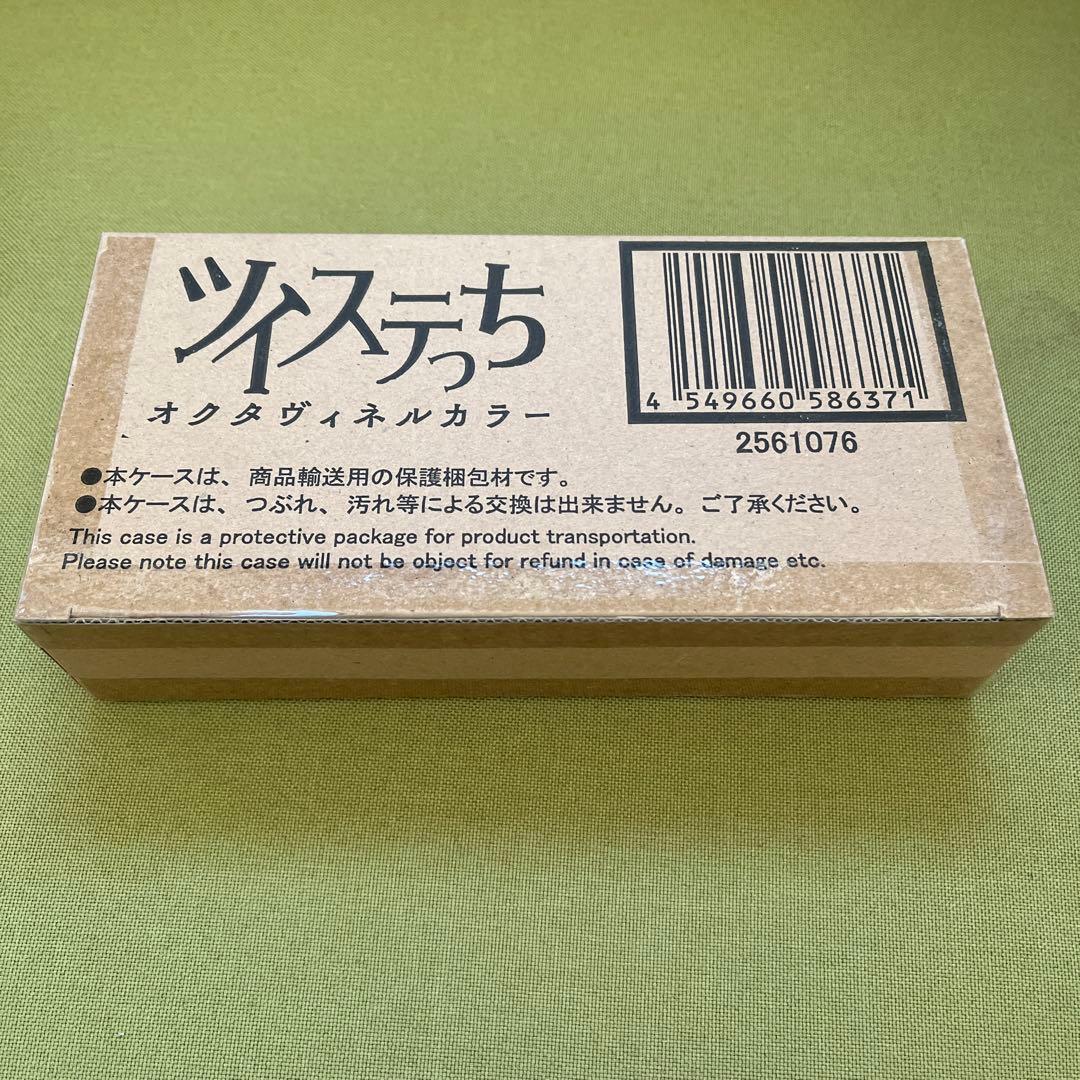 ツイステっち
オクタヴィネルカラー
4 549660 586371
2561076
●本ケースは、商品輸送用の保護梱包材です。
●本ケースは、つぶれ、汚れ等による交換は出来ません。ご了承ください。
This case is a protective package for product transportation.
Please note this case will not be object for refund in case of damage etc.